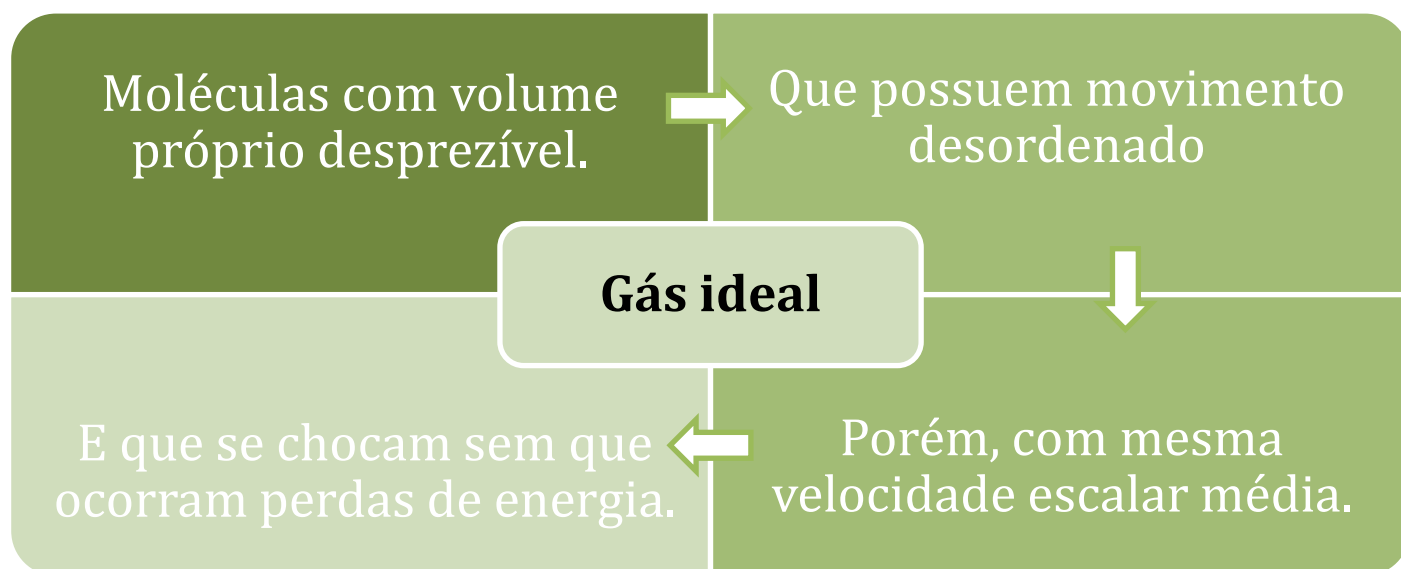 Moléculas com volume
próprio desprezível.
Que possuem movimento
desordenado
Gás ideal
Porém, com mesma
velocidade escalar média.
E que se chocam sem que
ocorram perdas de energia.